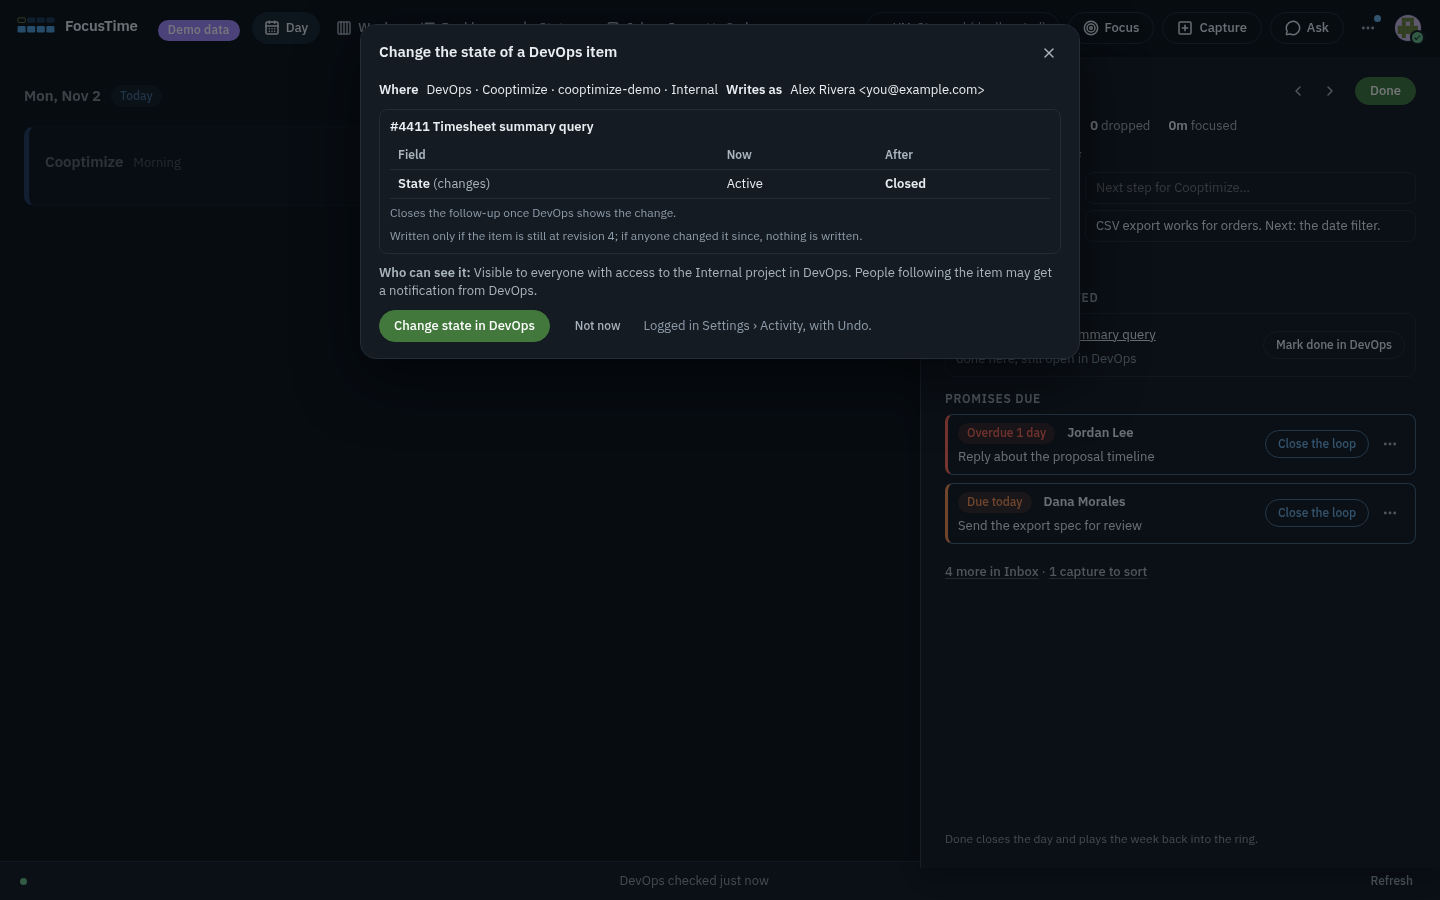 FocusTime
Demo data
Day
Focus
Capture
Ask
Change the state of a DevOps item
Where DevOps · Cooptimize · cooptimize-demo · Internal Writes as Alex Rivera <you@example.com>
#4411 Timesheet summary query
Field Now After
State (changes) Active Closed
Closes the follow-up once DevOps shows the change.
Written only if the item is still at revision 4; if anyone changed it since, nothing is written.
Who can see it: Visible to everyone with access to the Internal project in DevOps. People following the item may get
a notification from DevOps.
Change state in DevOps Not now Logged in Settings › Activity, with Undo.
Mon, Nov 2 Today
Cooptimize Morning
Done
0 dropped 0m focused
Next step for Cooptimize...
CSV export works for orders. Next: the date filter.
mmary query
done here, still open in DevOps
Mark done in DevOps
PROMISES DUE
Overdue 1 day Jordan Lee
Reply about the proposal timeline
Close the loop
Due today Dana Morales
Send the export spec for review
Close the loop
4 more in Inbox · 1 capture to sort
Done closes the day and plays the week back into the ring.
DevOps checked just now
Refresh